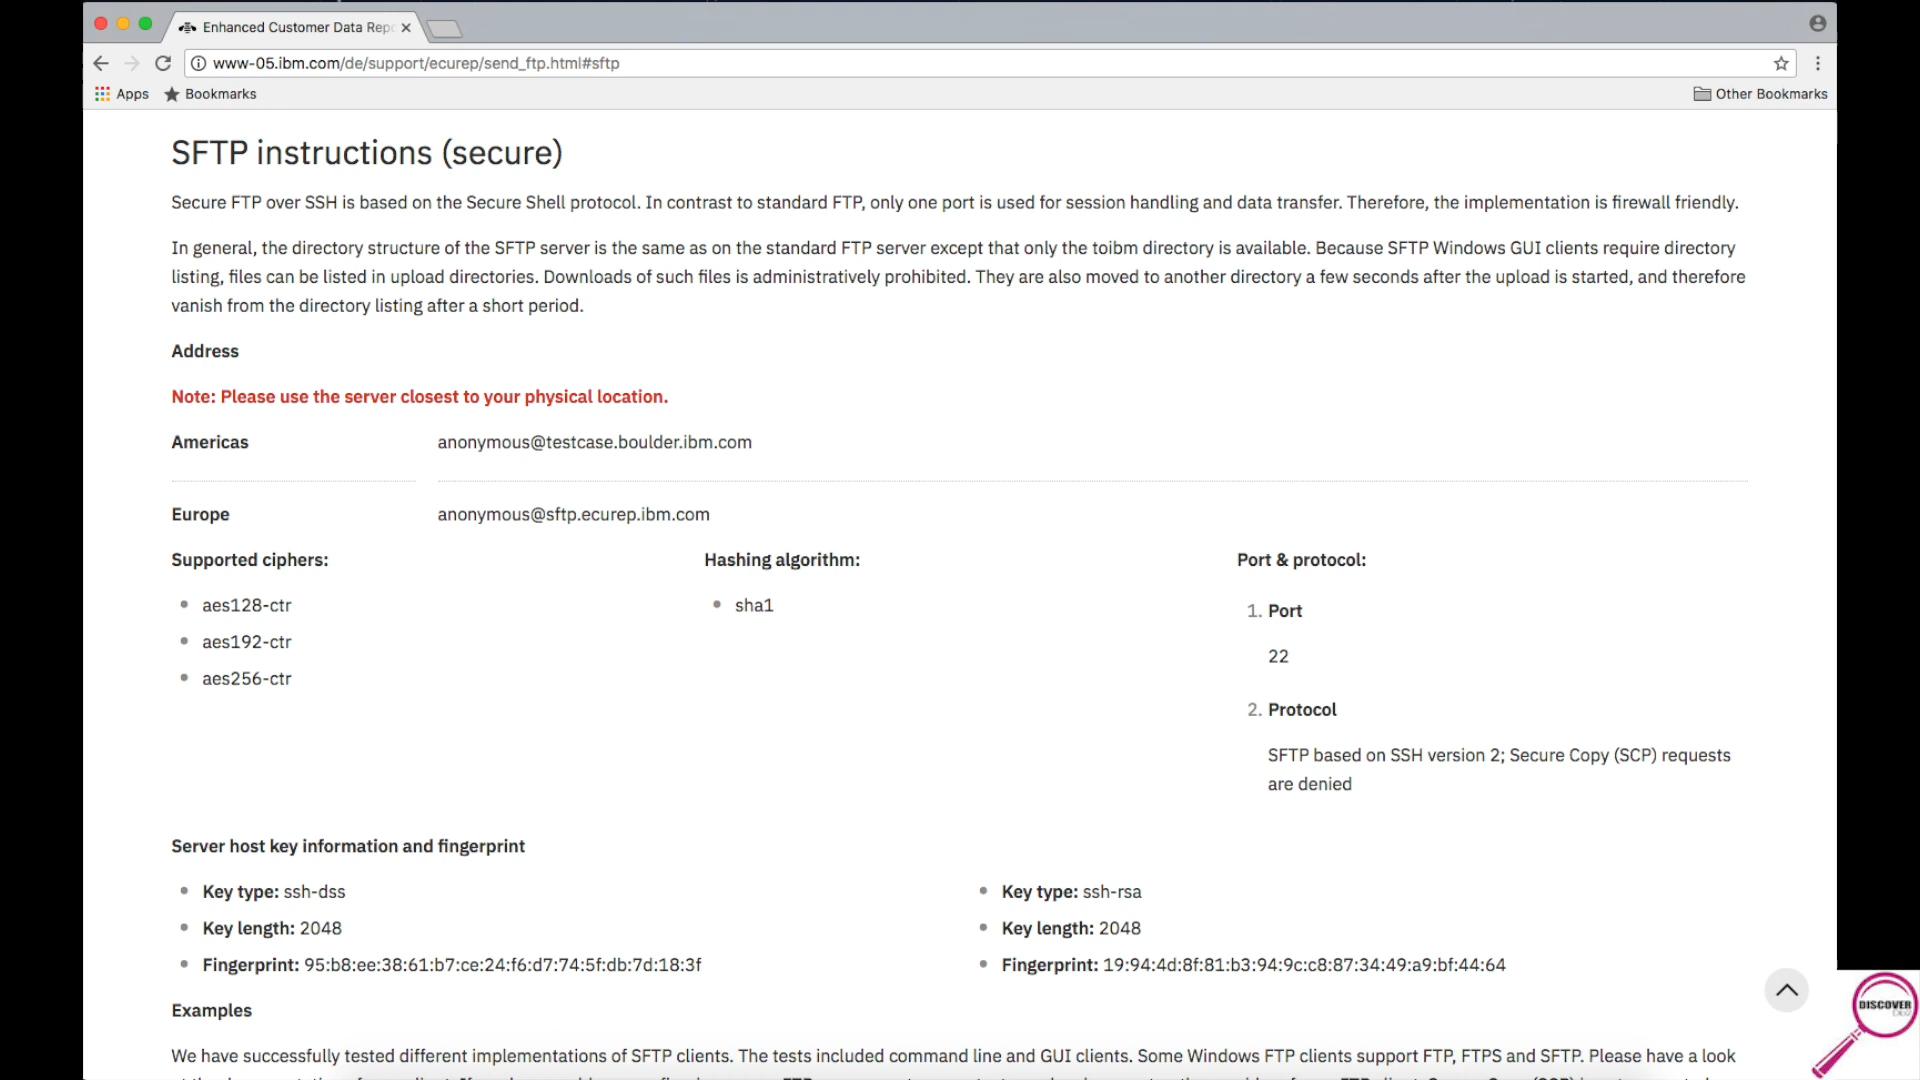 Enhanced Customer Data Repo
www-05.ibm.com/de/support/ecurep/send_ftp.html#sftp
Apps Bookmarks Other Bookmarks
SFTP instructions (secure)
Secure FTP over SSH is based on the Secure Shell protocol. In contrast to standard FTP, only one port is used for session handling and data transfer. Therefore, the implementation is firewall friendly.
In general, the directory structure of the SFTP server is the same as on the standard FTP server except that only the toibm directory is available. Because SFTP Windows GUI clients require directory
listing, files can be listed in upload directories. Downloads of such files is administratively prohibited. They are also moved to another directory a few seconds after the upload is started, and therefore
vanish from the directory listing after a short period.
Address
Note: Please use the server closest to your physical location.
Americas anonymous@testcase.boulder.ibm.com
Europe anonymous@sftp.ecurep.ibm.com
Supported ciphers:
• aes128-ctr
• aes192-ctr
• aes256-ctr
Hashing algorithm:
• sha1
Port & protocol:
1. Port
22
2. Protocol
SFTP based on SSH version 2; Secure Copy (SCP) requests
are denied
Server host key information and fingerprint
• Key type: ssh-dss
• Key length: 2048
• Fingerprint: 95:b8:ee:38:61:b7:ce:24:f6:d7:74:5f:db:7d:18:3f
• Key type: ssh-rsa
• Key length: 2048
• Fingerprint: 19:94:4d:8f:81:b3:94:9c:c8:87:34:49:a9:bf:44:64
Examples
We have successfully tested different implementations of SFTP clients. The tests included command line and GUI clients. Some Windows FTP clients support FTP, FTPS and SFTP. Please have a look
DISCOVER